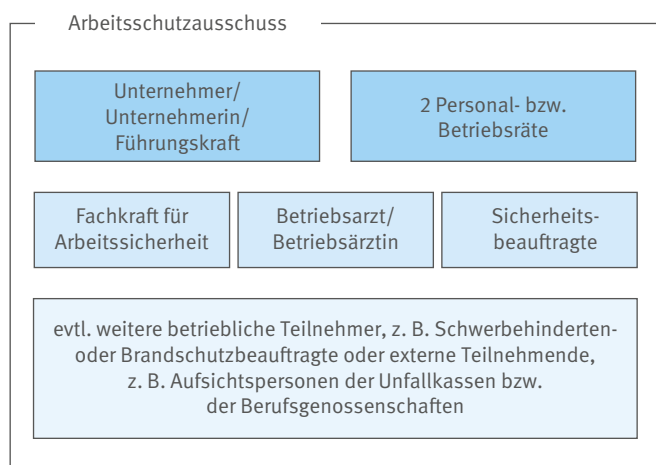 Arbeitsschutzausschuss
Unternehmer/
Unternehmerin/
Führungskraft
2 Personal- bzw.
Betriebsräte
Fachkraft für
Arbeitssicherheit
Betriebsarzt/
Betriebsärztin
Sicherheits-
beauftragte
evtl. weitere betriebliche Teilnehmer, z. B. Schwerbehinderten-
oder Brandschutzbeauftragte oder externe Teilnehmende,
z. B. Aufsichtspersonen der Unfallkassen bzw.
der Berufsgenossenschaften